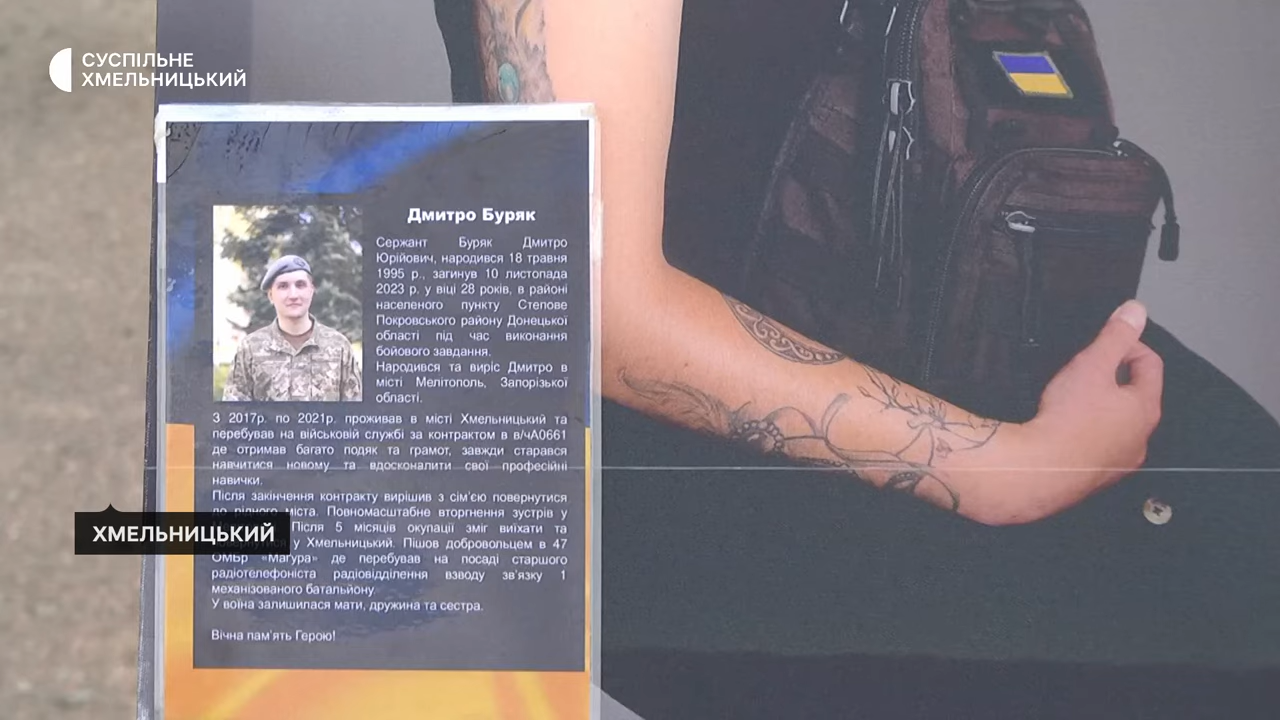 СУСПІЛЬНЕ
ХМЕЛЬНИЦЬКИЙ
Дмитро Буряк
Сержант Буряк Дмитро
Юрійович, народився 18 травня
1995 р., загинув 10 листопада
2023 р. у віці 28 років, в районі
населеного пункту Степове
Покровського району Донецької
області під час виконання
бойового завдання.
Народився та виріс Дмитро в
місті Мелітополь, Запорізької
області.
З 2017р. по 2021р. проживав в місті Хмельницький та
перебував на військовій службі за контрактом в в/чА0661
де отримав багато подяк та грамот, завжди старався
навчитися новому та вдосконалити свої професійні
навички.
Після закінчення контракту вирішив з сім'єю повернутися
до рідного міста. Повномасштабне вторгнення зустрів у
Після 5 місяців окупації зміг виїхати та
у Хмельницький. Пішов добровольцем в 47
ОМБр «Магура» де перебував на посаді старшого
радіотелефоніста радіовідділення взводу зв'язку 1
механізованого батальйону.
У воїна залишилася мати, дружина та сестра.
Вічна пам'ять Герою!
ХМЕЛЬНИЦЬКИЙ